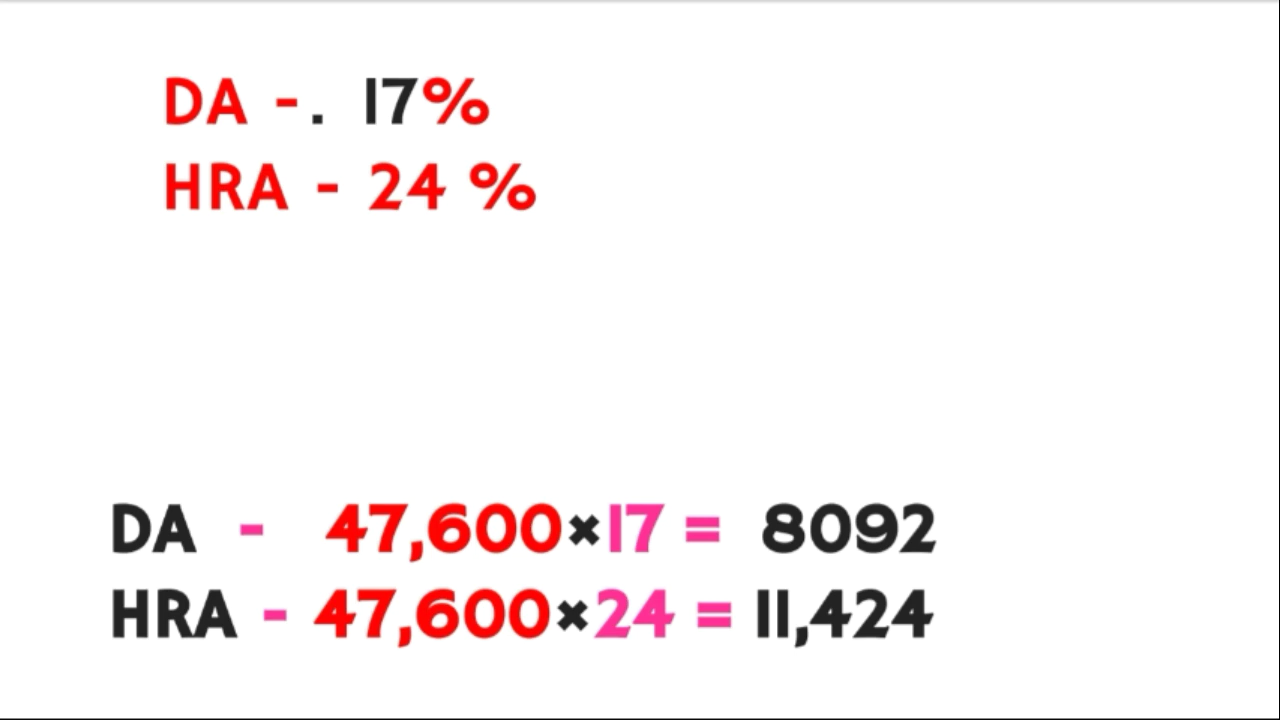 DA -. 17%
HRA - 24 %
DA - 47,600×17 = 8092
HRA - 47,600×24 = 11,424